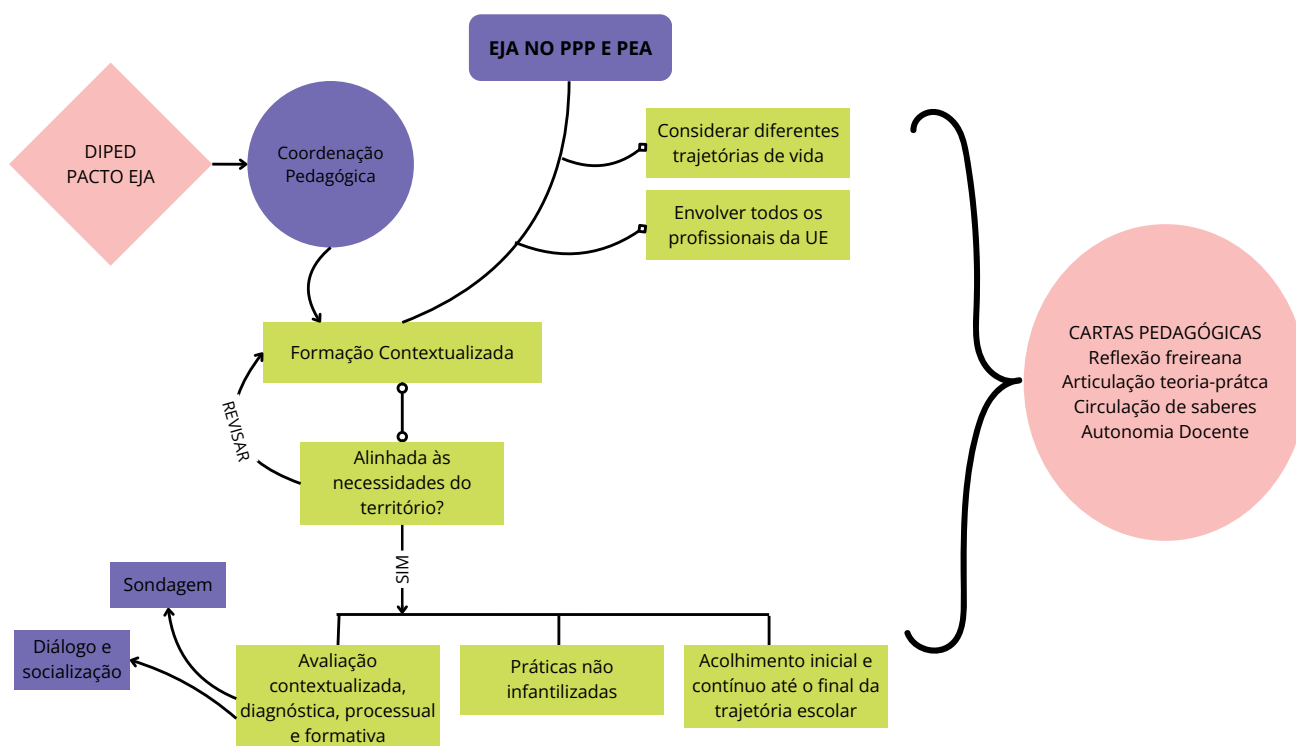 EJA NO PPP E PEA
DIPED
PACTO EJA
Coordenação
Pedagógica
Considerar diferentes
trajetórias de vida
Envolver todos os
profissionais da UE
Formação Contextualizada
REVISAR
Alinhada às
necessidades do
território?
SIM
Sondagem
Diálogo e
socialização
Avaliação
contextualizada,
diagnóstica, processual
e formativa
Práticas não
infantilizadas
Acolhimento inicial e
contínuo até o final da
trajetória escolar
CARTAS PEDAGÓGICAS
Reflexão freireana
Articulação teoria-prátca
Circulação de saberes
Autonomia Docente